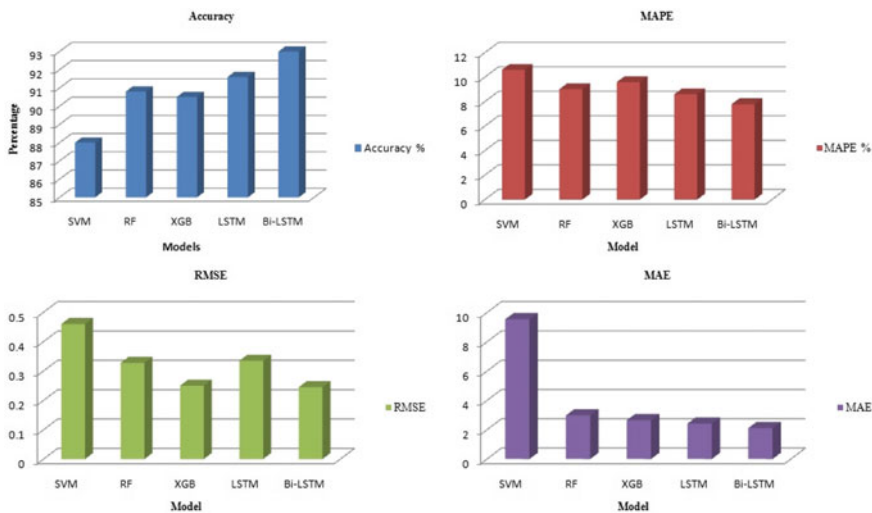 Accuracy
93
92
91
90
89
88
87
86
85
Percentage
SVM RF XGB LSTM Bi-LSTM
Models
Accuracy %
MAPE
12
10
8
6
4
2
0
SVM RF XGB LSTM Bi-LSTM
Model
MAPE %
RMSE
0.5
0.4
0.3
0.2
0.1
0
SVM RF XGB LSTM Bi-LSTM
Model
RMSE
MAE
10
8
6
4
2
0
SVM RF XGB LSTM Bi-LSTM
Model
MAE